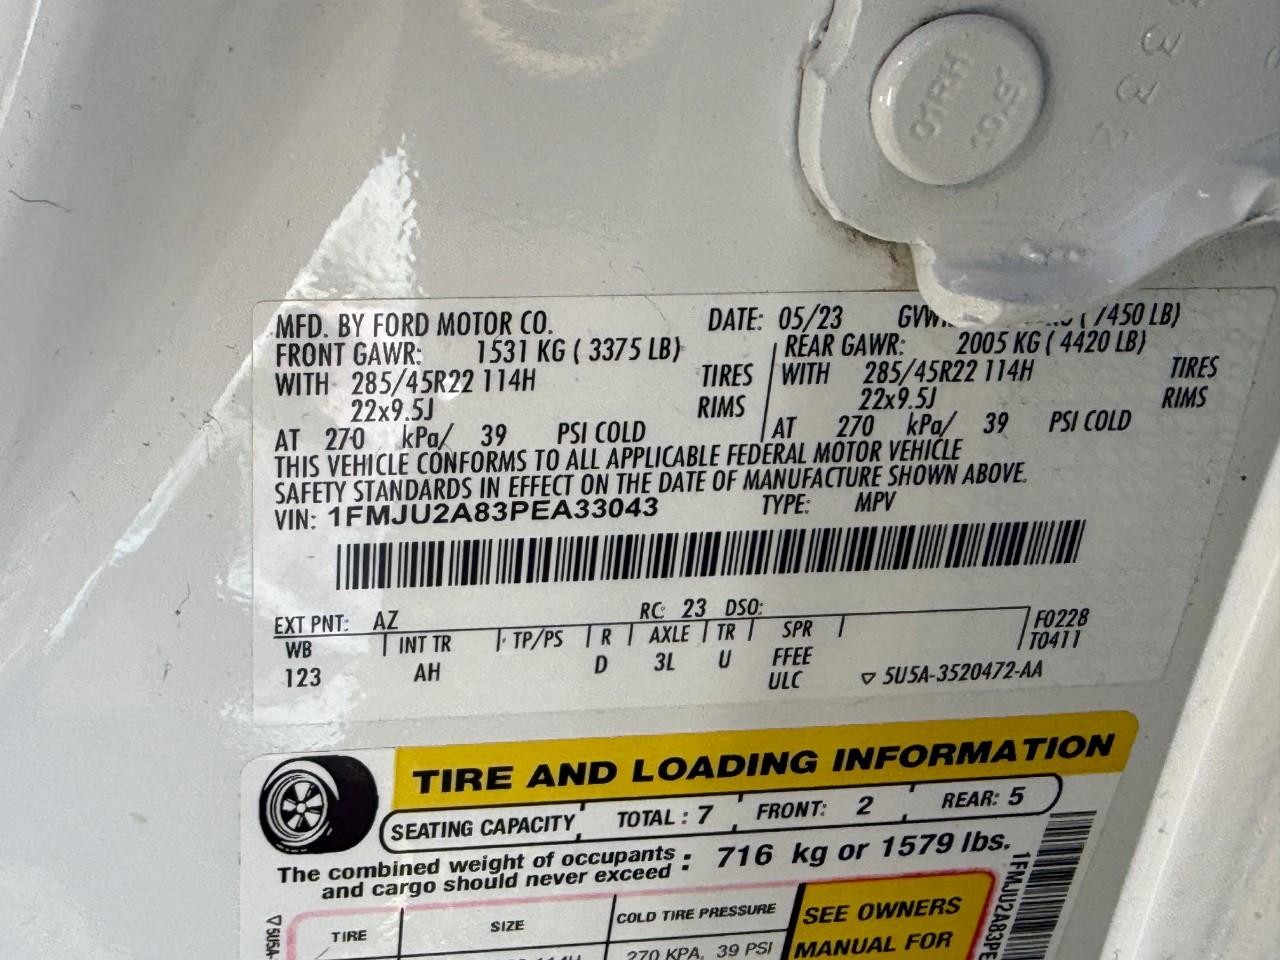 MFD. BY FORD MOTOR CO. DATE: 05/23 (7450 LB)
FRONT GAWR: 1531 KG ( 3375 LB) REAR GAWR: 2005 KG ( 4420 LB)
WITH 285/45R22 114H TIRES WITH 285/45R22 114H TIRES
22x9.5J RIMS 22x9.5J RIMS
AT 270 kPa/ 39 PSI COLD AT 270 kPa/ 39 PSI COLD
THIS VEHICLE CONFORMS TO ALL APPLICABLE FEDERAL MOTOR VEHICLE
SAFETY STANDARDS IN EFFECT ON THE DATE OF MANUFACTURE SHOWN ABOVE.
VIN: 1FMJU2A83PEA33043 TYPE: MPV
EXT PNT: AZ RC: 23 DSO:
WB INT TR TP/PS R AXLE TR SPR F0228
123 AH D 3L U FFEE T0411
ULC 5U5A-3520472-AA
TIRE AND LOADING INFORMATION
SEATING CAPACITY TOTAL : 7 FRONT: 2 REAR: 5
The combined weight of occupants
and cargo should never exceed : 716 kg or 1579 lbs.
TIRE SIZE COLD TIRE PRESSURE SEE OWNERS
270 KPA, 39 PSI MANUAL FOR
1FMJU2A83PE
5U5A-